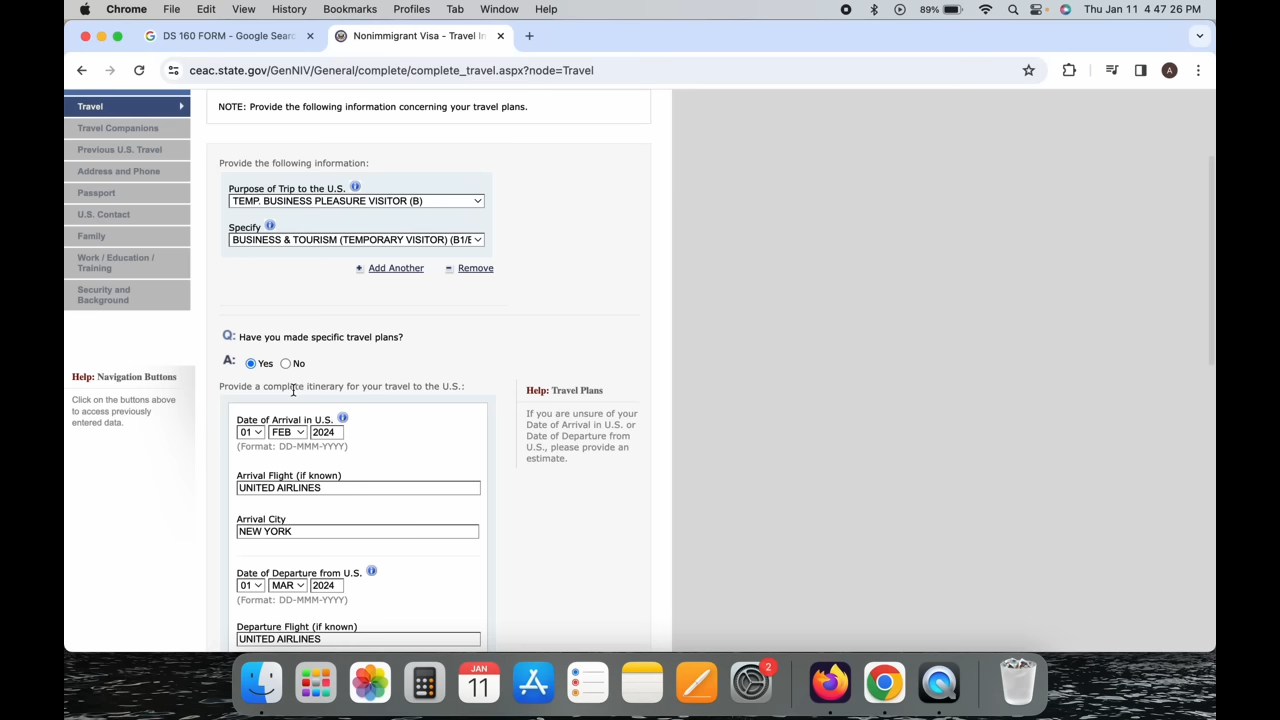 Chrome File Edit View History Bookmarks Profiles Tab Window Help 89% Thu Jan 11 4 47 26 PM
DS 160 FORM - Google Sear
Nonimmigrant Visa - Travel In
ceac.state.gov/GenNIV/General/complete/complete_travel.aspx?node=Travel
A
Travel
Travel Companions
Previous U.S. Travel
Address and Phone
Passport
U.S. Contact
Family
Work / Education /
Training
Security and
Background
Help: Navigation Buttons
Click on the buttons above
to access previously
entered data.
NOTE: Provide the following information concerning your travel plans.
Provide the following information:
Purpose of Trip to the U.S.
TEMP. BUSINESS PLEASURE VISITOR (B)
Specify
BUSINESS & TOURISM (TEMPORARY VISITOR) (B1/E
Add Another Remove
Q: Have you made specific travel plans?
A: Yes No
Provide a complete itinerary for your travel to the U.S.:
Date of Arrival in U.S.
01 FEB 2024
(Format: DD-MMM-YYYY)
Arrival Flight (if known)
UNITED AIRLINES
Arrival City
NEW YORK
Date of Departure from U.S.
01 MAR 2024
(Format: DD-MMM-YYYY)
Departure Flight (if known)
UNITED AIRLINES
Help: Travel Plans
If you are unsure of your
Date of Arrival in U.S. or
Date of Departure from
U.S., please provide an
estimate.
JAN
11
2